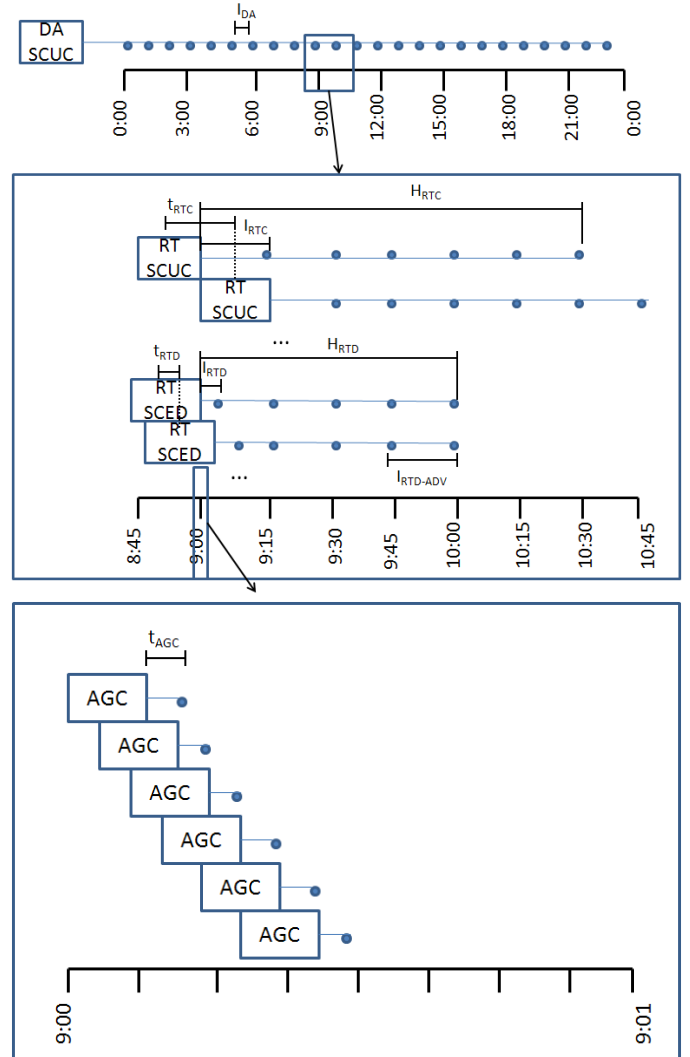 I_DA
DA
SCUC
0:00
3:00
6:00
9:00
12:00
15:00
18:00
21:00
0:00
H_RTC
t_RTC
I_RTC
RT
SCUC
RT
SCUC
...
H_RTD
t_RTD
I_RTD
RT
SCED
RT
SCED
...
I_RTD-ADV
8:45
9:00
9:15
9:30
9:45
10:00
10:15
10:30
10:45
t_AGC
AGC
AGC
AGC
AGC
AGC
AGC
9:00
9:01